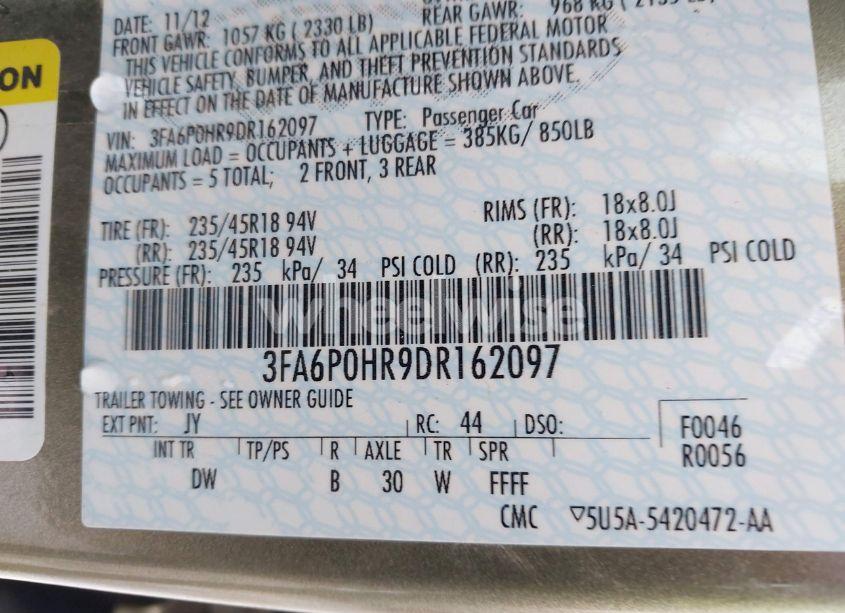 DATE: 11/12
FRONT GAWR: 1057 KG ( 2330 LB) REAR GAWR: 968 KG
THIS VEHICLE CONFORMS TO ALL APPLICABLE FEDERAL MOTOR
VEHICLE SAFETY, BUMPER, AND THEFT PREVENTION STANDARDS
IN EFFECT ON THE DATE OF MANUFACTURE SHOWN ABOVE.
VIN: 3FA6P0HR9DR162097 TYPE: Passenger Car
MAXIMUM LOAD = OCCUPANTS + LUGGAGE = 385KG/ 850LB
OCCUPANTS = 5 TOTAL; 2 FRONT, 3 REAR
TIRE (FR): 235/45R18 94V RIMS (FR): 18x8.0J
(RR): 235/45R18 94V (RR): 18x8.0J
PRESSURE (FR): 235 kPa/ 34 PSI COLD (RR): 235 kPa/ 34 PSI COLD
wheelwise
3FA6P0HR9DR162097
TRAILER TOWING - SEE OWNER GUIDE
EXT PNT: JY RC: 44 DSO: F0046
INT TR TP/PS R AXLE TR SPR R0056
DW B 30 W FFFF
CMC ▽5U5A-5420472-AA
ON